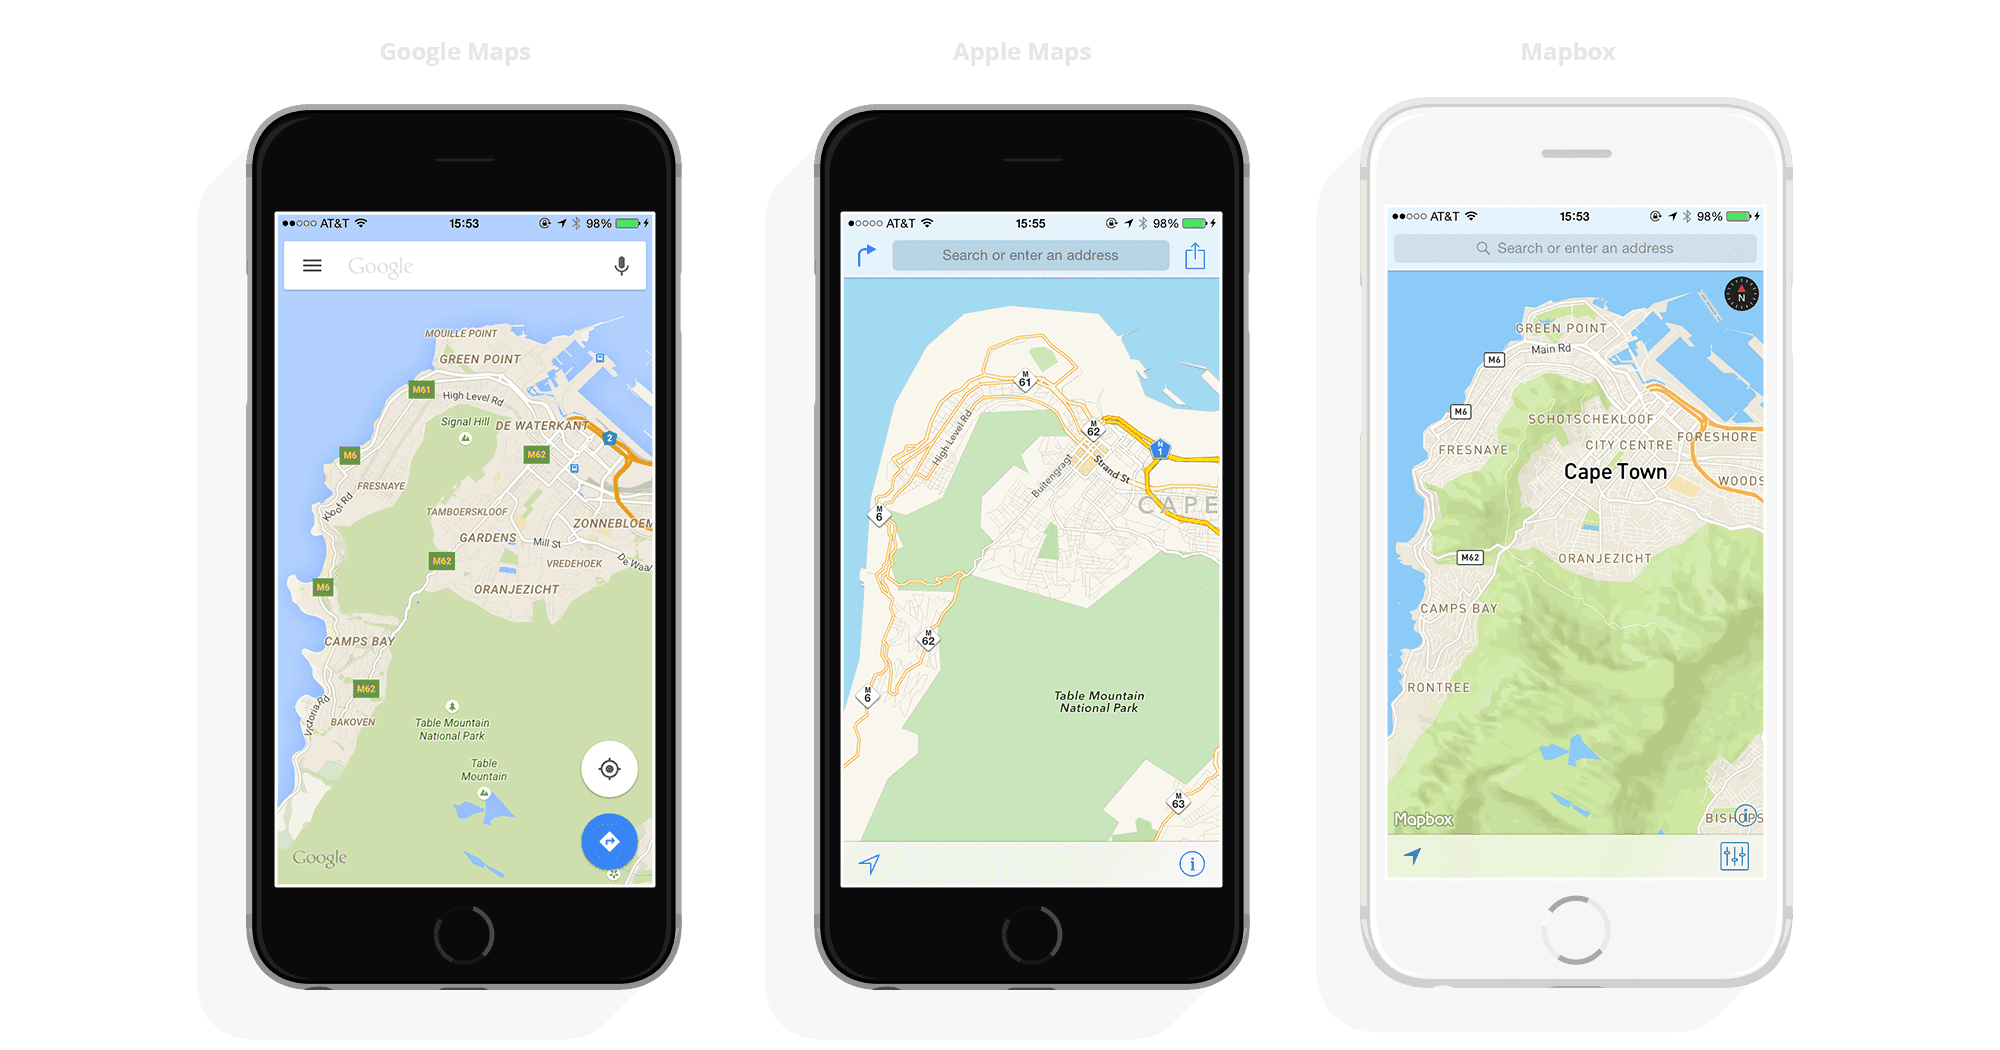 Google Maps
Apple Maps
Mapbox
AT&T
15:53
98%
Google
MOUILLE POINT
GREEN POINT
M61
High Level Rd
Signal Hill
DE WATERKANT
2
M6
M62
FRESNAYE
Kloof Rd
TAMBOERSKLOOF
ZONNEBLOEM
GARDENS
Mill St
M62
VREDEHOEK
De Waal
M6
ORANJEZICHT
CAMPS BAY
M62
Victoria Rd
BAKOVEN
Table Mountain
National Park
Table
Mountain
Google
AT&T
15:55
98%
Search or enter an address
M
61
High Level Rd
M
62
N
1
Strand St
Buitengragt
CAPE
M
6
M
62
M
6
Table Mountain
National Park
M
63
i
AT&T
15:53
98%
Search or enter an address
N
GREEN POINT
Main Rd
M6
M6
SCHOTSCHEKLOOF
CITY CENTRE
FORESHORE
FRESNAYE
Cape Town
WOODS
M62
ORANJEZICHT
CAMPS BAY
RONTREE
Mapbox
BISHOPS
i